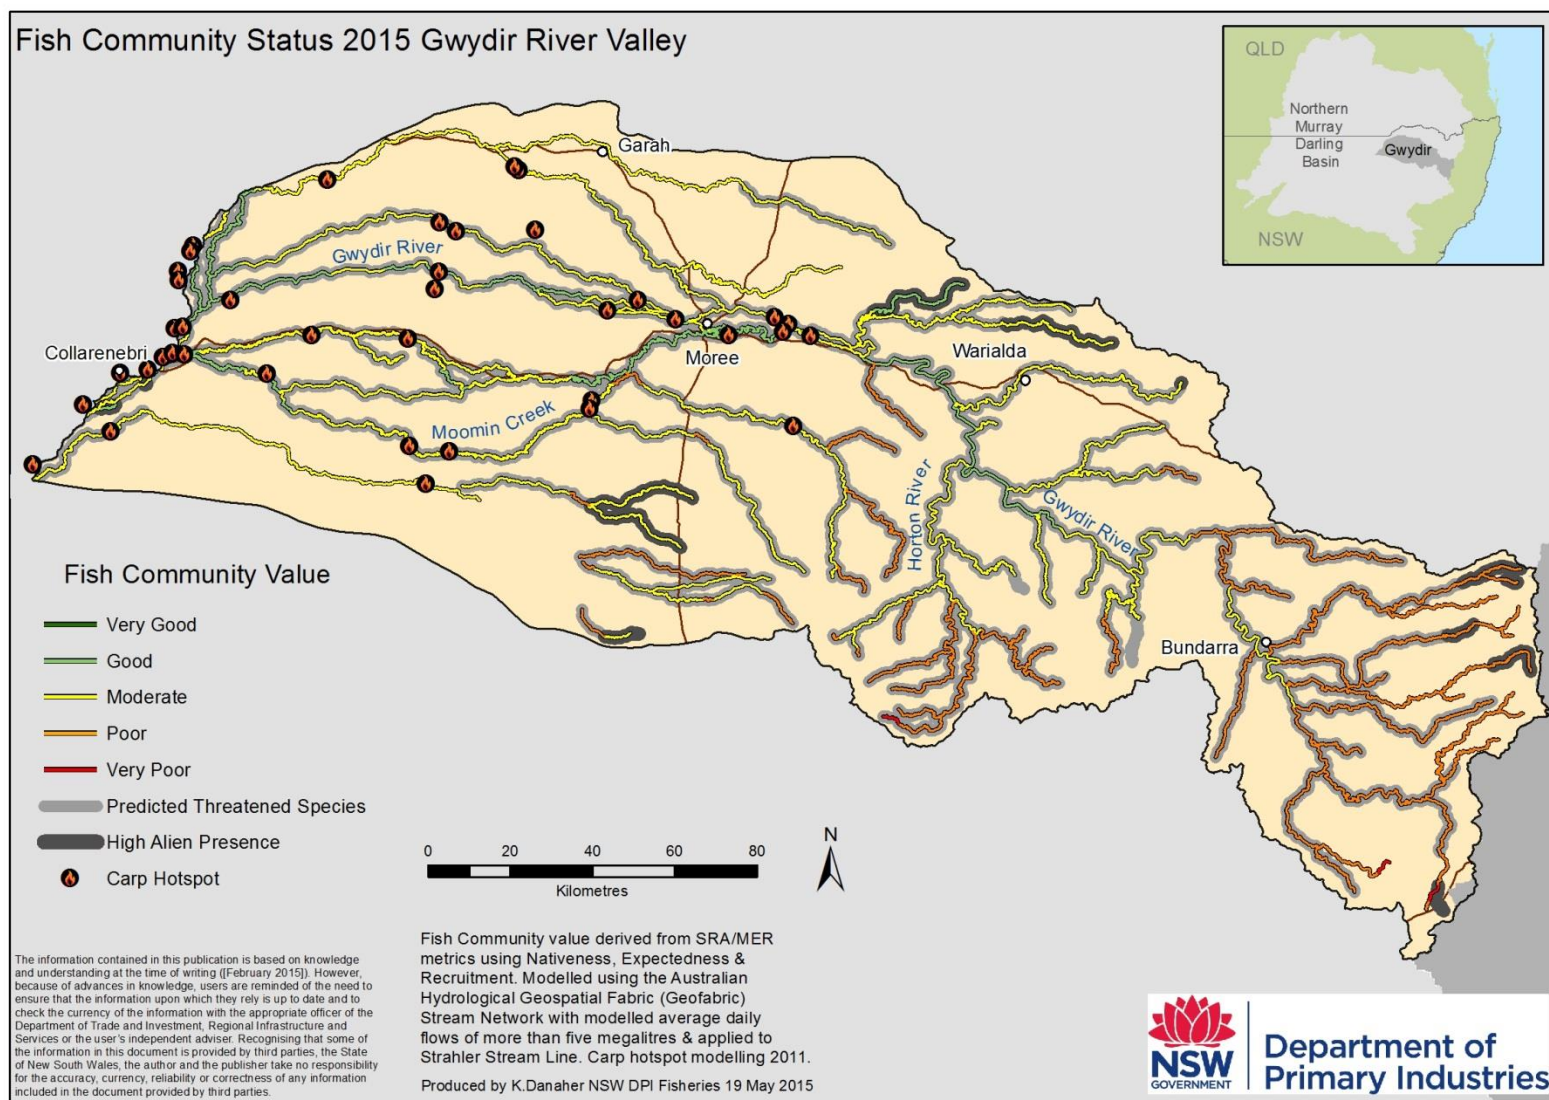 Fish Community Status 2015 Gwydir River Valley
QLD
Northern
Murray
Darling
Basin
Gwydir
NSW
Garah
Gwydir River
Collarenebri
Moree
Warialda
Moomin Creek
Horton River
Gwydir River
Bundarra
Fish Community Value
Very Good
Good
Moderate
Poor
Very Poor
Predicted Threatened Species
High Alien Presence
Carp Hotspot
0 20 40 60 80
Kilometres
N
The information contained in this publication is based on knowledge
and understanding at the time of writing ([February 2015]). However,
because of advances in knowledge, users are reminded of the need to
ensure that the information upon which they rely is up to date and to
check the currency of the information with the appropriate officer of the
Department of Trade and Investment, Regional Infrastructure and
Services or the user's independent adviser. Recognising that some of
the information in this document is provided by third parties, the State
of New South Wales, the author and the publisher take no responsibility
for the accuracy, currency, reliability or correctness of any information
included in the document provided by third parties.
Fish Community value derived from SRA/MER
metrics using Nativeness, Expectedness &
Recruitment. Modelled using the Australian
Hydrological Geospatial Fabric (Geofabric)
Stream Network with modelled average daily
flows of more than five megalitres & applied to
Strahler Stream Line. Carp hotspot modelling 2011.
Produced by K.Danaher NSW DPI Fisheries 19 May 2015
NSW
GOVERNMENT
Department of
Primary Industries